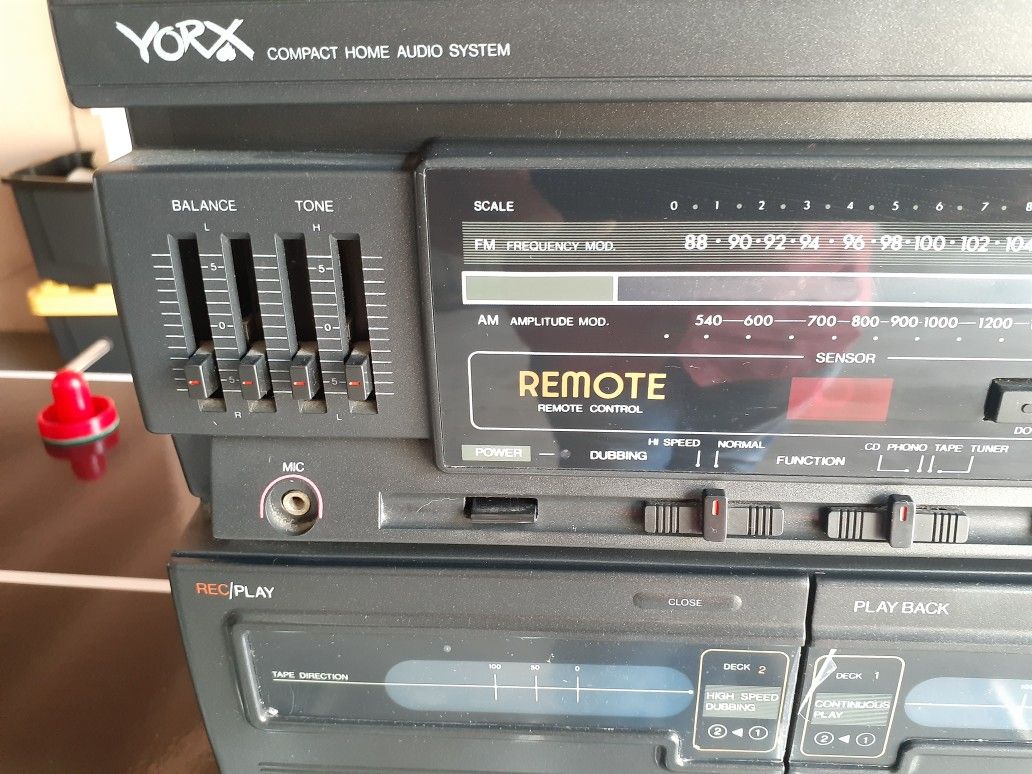 YORX COMPACT HOME AUDIO SYSTEM
BALANCE TONE
L H
5 5
0 0
5 5
R L
SCALE 0 • 1 • 2 • 3 • 4 • 5 • 6 • 7 • 8
FM FREQUENCY MOD. 88 • 90 • 92 • 94 • 96 • 98 • 100 • 102 • 104
AM AMPLITUDE MOD. 540—600—700—800—900-1000—1200
SENSOR
REMOTE
REMOTE CONTROL
POWER — DUBBING HI SPEED NORMAL FUNCTION CD PHONO TAPE TUNER
MIC
REC/PLAY CLOSE
PLAY BACK
TAPE DIRECTION 100 50 0
DECK 2
HIGH SPEED
DUBBING
2 ◄ 1
DECK 1
CONTINUOUS
PLAY
2 ◄ 1